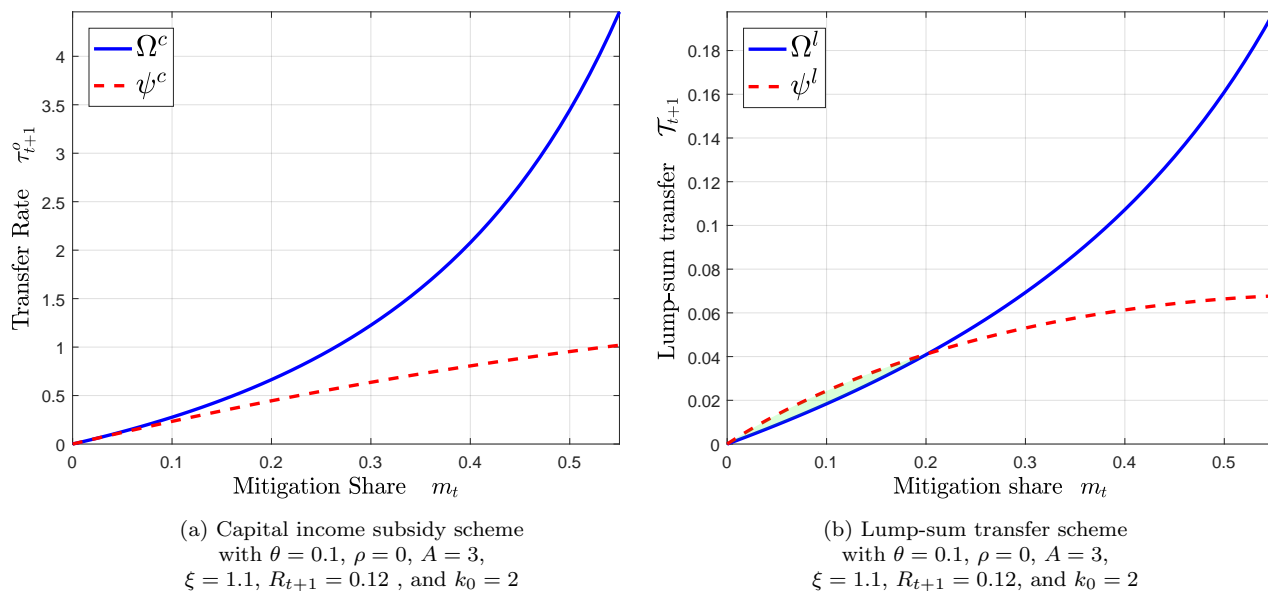 Ω^c
ψ^c
Transfer Rate τ^o_{t+1}
4
3.5
3
2.5
2
1.5
1
0.5
0
0 0.1 0.2 0.3 0.4 0.5
Mitigation Share m_t
(a) Capital income subsidy scheme
with θ = 0.1, ρ = 0, A = 3,
ξ = 1.1, R_{t+1} = 0.12 , and k_0 = 2
Ω^l
ψ^l
Lump-sum transfer 𝒯_{t+1}
0.18
0.16
0.14
0.12
0.1
0.08
0.06
0.04
0.02
0
0 0.1 0.2 0.3 0.4 0.5
Mitigation share m_t
(b) Lump-sum transfer scheme
with θ = 0.1, ρ = 0, A = 3,
ξ = 1.1, R_{t+1} = 0.12, and k_0 = 2